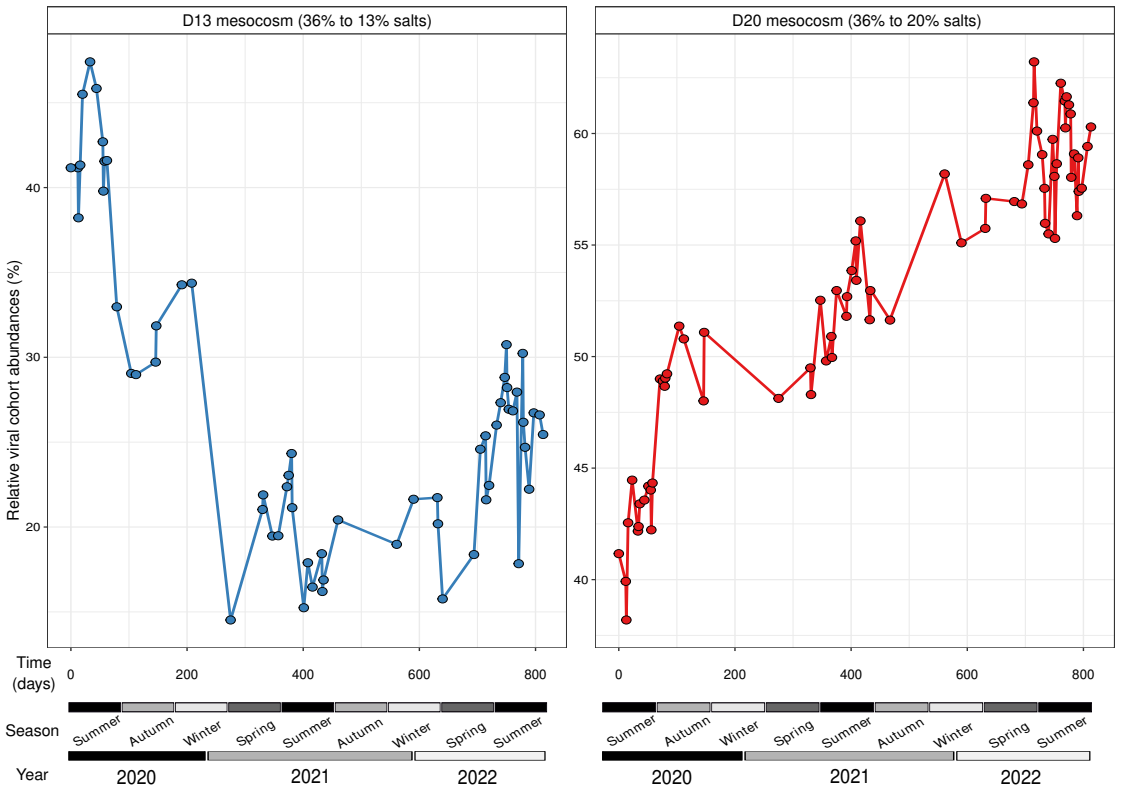 D13 mesocosm (36% to 13% salts)
D20 mesocosm (36% to 20% salts)
Relative viral cohort abundances (%)
40
30
20
60
55
50
45
40
Time
(days)
0 200 400 600 800
0 200 400 600 800
Season
Summer Autumn Winter Spring Summer Autumn Winter Spring Summer
Summer Autumn Winter Spring Summer Autumn Winter Spring Summer
Year
2020 2021 2022
2020 2021 2022